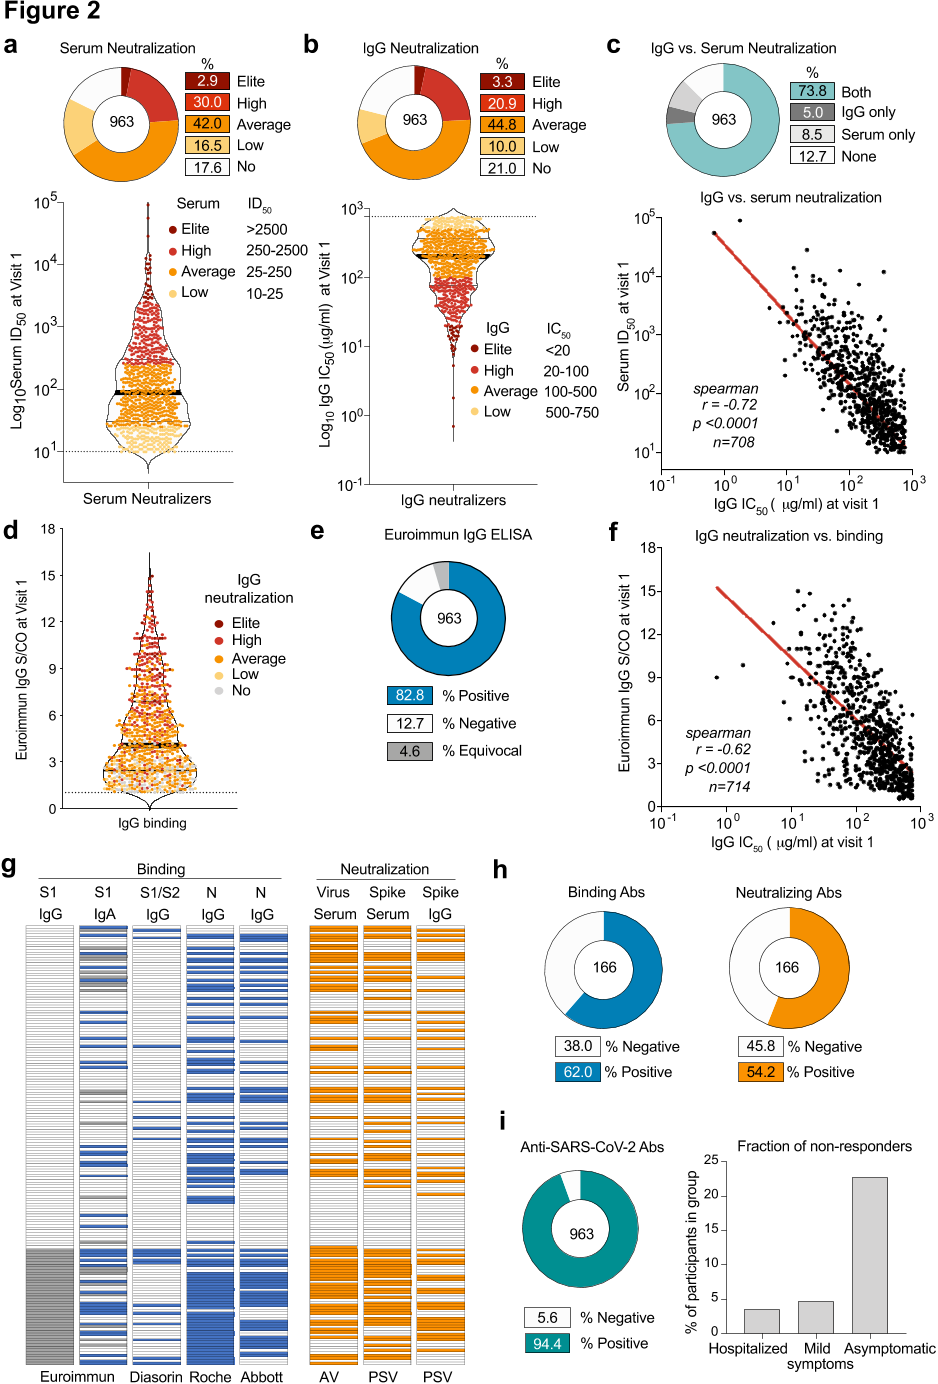 Figure 2
a
Serum Neutralization
%
963
2.9 Elite
30.0 High
42.0 Average
16.5 Low
17.6 No
Log10Serum ID50 at Visit 1
10^5
10^4
10^3
10^2
10^1
Serum ID50
Elite >2500
High 250-2500
Average 25-250
Low 10-25
Serum Neutralizers
b
IgG Neutralization
%
963
3.3 Elite
20.9 High
44.8 Average
10.0 Low
21.0 No
Log10 IgG IC50 (μg/ml) at Visit 1
10^3
10^2
10^1
10^0
10^-1
IgG IC50
Elite <20
High 20-100
Average 100-500
Low 500-750
IgG neutralizers
c
IgG vs. Serum Neutralization
%
963
73.8 Both
5.0 IgG only
8.5 Serum only
12.7 None
IgG vs. serum neutralization
Serum ID50 at visit 1
10^5
10^4
10^3
10^2
10^1
spearman
r = -0.72
p <0.0001
n=708
10^-1 10^0 10^1 10^2 10^3
IgG IC50 ( μg/ml) at visit 1
d
Euroimmun IgG S/CO at Visit 1
18
15
12
9
6
3
0
IgG
neutralization
Elite
High
Average
Low
No
IgG binding
e
Euroimmun IgG ELISA
963
82.8 % Positive
12.7 % Negative
4.6 % Equivocal
f
IgG neutralization vs. binding
Euroimmun IgG S/CO at visit 1
18
15
12
9
6
3
0
spearman
r = -0.62
p <0.0001
n=714
10^-1 10^0 10^1 10^2 10^3
IgG IC50 ( μg/ml) at visit 1
g
Binding Neutralization
S1 S1 S1/S2 N N Virus Spike Spike
IgG IgA IgG IgG IgG Serum Serum IgG
Euroimmun Diasorin Roche Abbott AV PSV PSV
h
Binding Abs
166
38.0 % Negative
62.0 % Positive
Neutralizing Abs
166
45.8 % Negative
54.2 % Positive
i
Anti-SARS-CoV-2 Abs
963
5.6 % Negative
94.4 % Positive
Fraction of non-responders
% of participants in group
25
20
15
10
5
0
Hospitalized Mild symptoms Asymptomatic